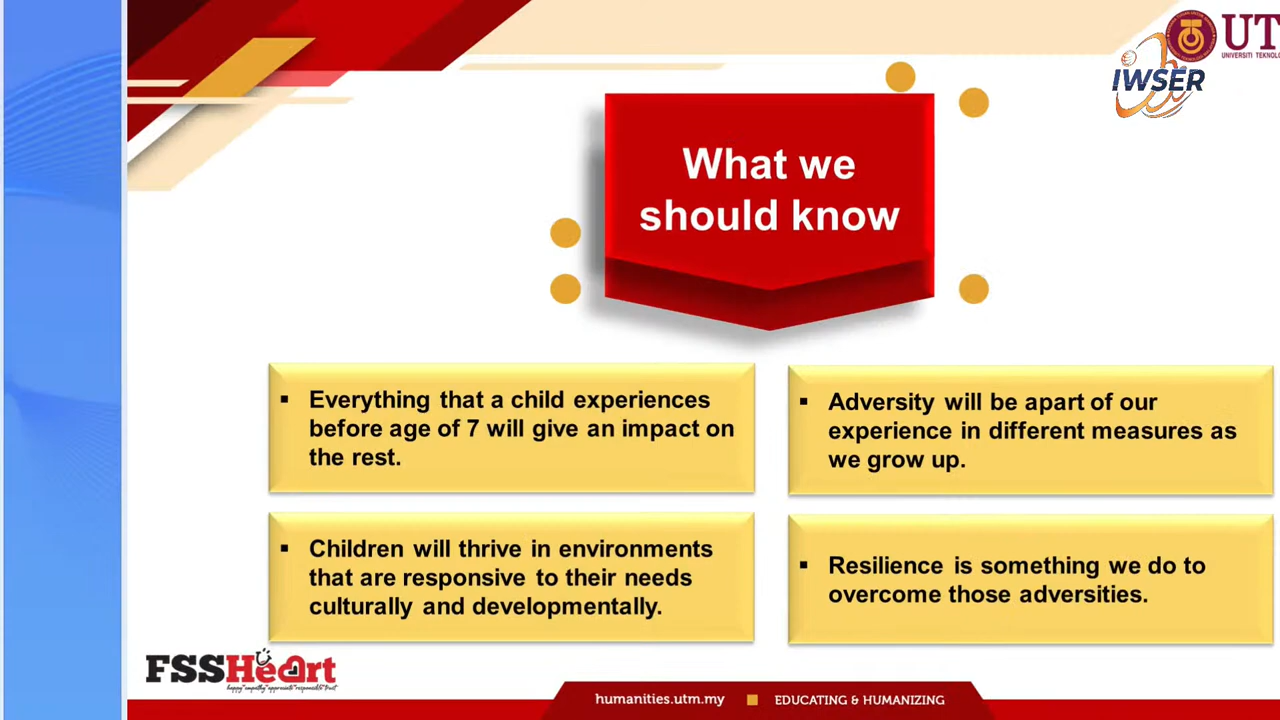 UT
UNIVERSITI TEKNOLO
IWSER
What we
should know
▪ Everything that a child experiences
before age of 7 will give an impact on
the rest.
▪ Adversity will be apart of our
experience in different measures as
we grow up.
▪ Children will thrive in environments
that are responsive to their needs
culturally and developmentally.
▪ Resilience is something we do to
overcome those adversities.
FSSHeart
humanities.utm.my
EDUCATING & HUMANIZING